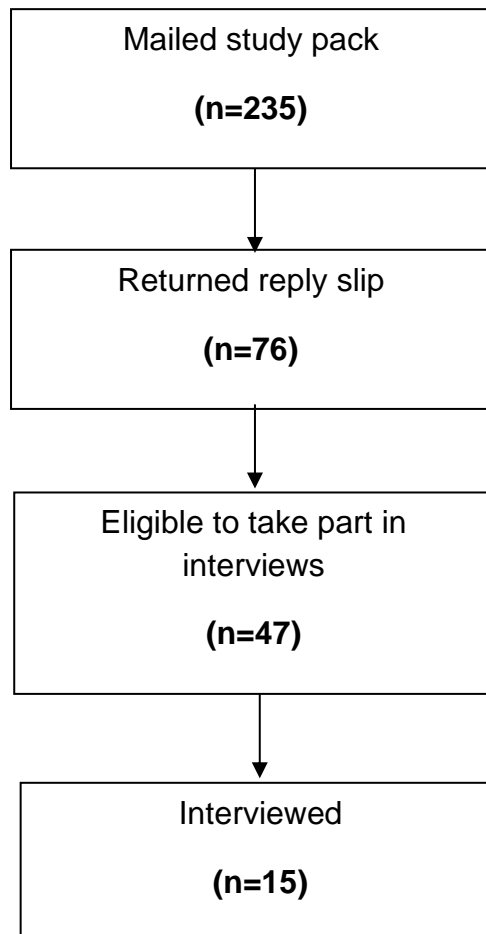 Mailed study pack
(n=235)
Returned reply slip
(n=76)
Eligible to take part in
interviews
(n=47)
Interviewed
(n=15)